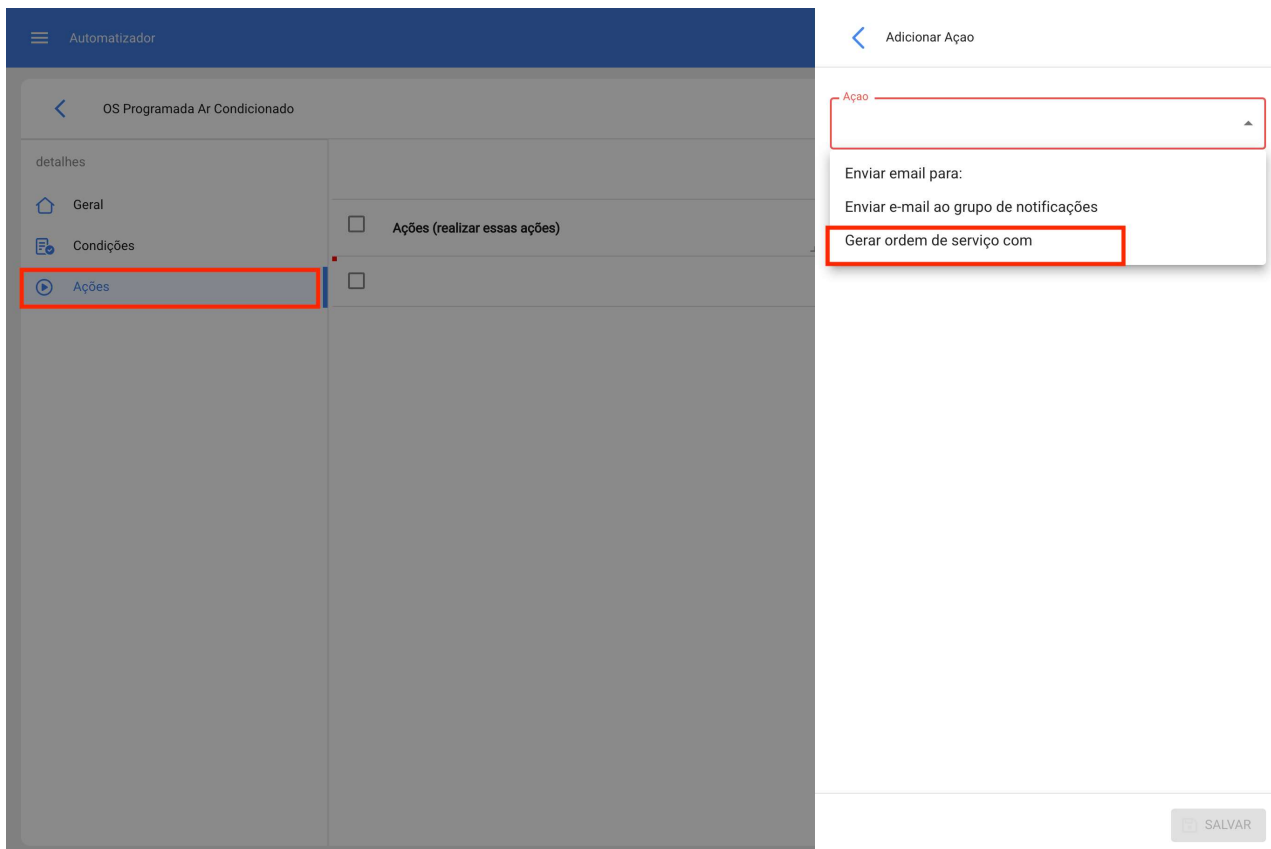 Automatizador
Adicionar Açao
OS Programada Ar Condicionado
detalhes
Geral
Condições
Ações
Ações (realizar essas ações)
Açao
Enviar email para:
Enviar e-mail ao grupo de notificações
Gerar ordem de serviço com
SALVAR